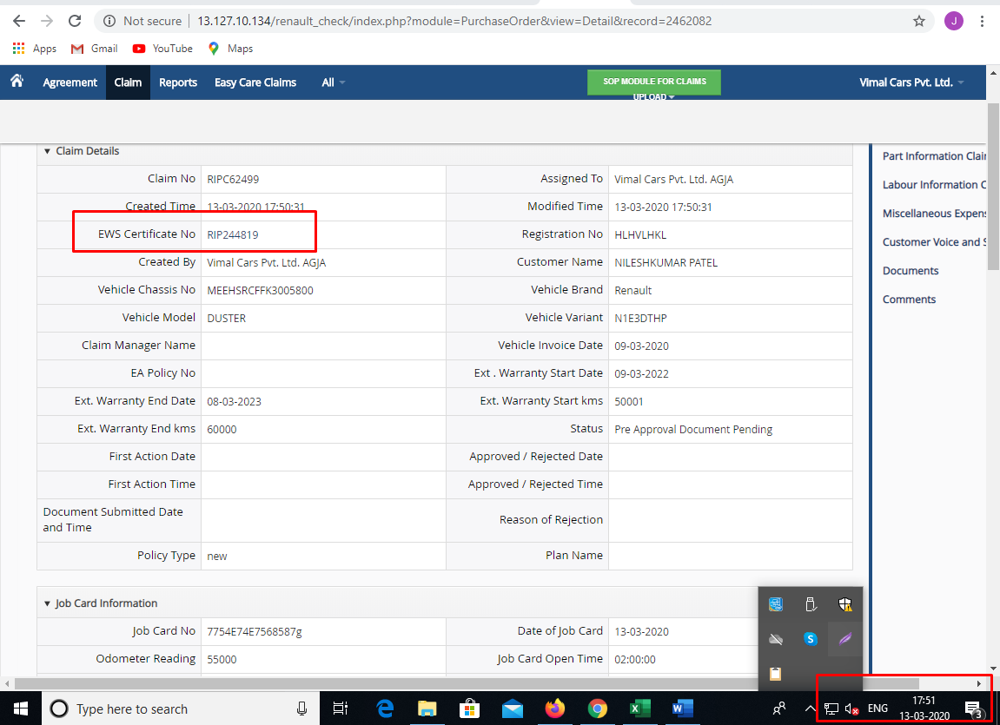 Not secure | 13.127.10.134/renault_check/index.php?module=PurchaseOrder&view=Detail&record=2462082
J
Apps Gmail YouTube Maps
Agreement Claim Reports Easy Care Claims All SOP MODULE FOR CLAIMS Vimal Cars Pvt. Ltd.
UPLOAD
Claim Details
Claim No RIPC62499 Assigned To Vimal Cars Pvt. Ltd. AGJA
Created Time 13-03-2020 17:50:31 Modified Time 13-03-2020 17:50:31
EWS Certificate No RIP244819 Registration No HLHVLHKL
Created By Vimal Cars Pvt. Ltd. AGJA Customer Name NILESHKUMAR PATEL
Vehicle Chassis No MEEHSRCFFK3005800 Vehicle Brand Renault
Vehicle Model DUSTER Vehicle Variant N1E3DTHP
Claim Manager Name Vehicle Invoice Date 09-03-2020
EA Policy No Ext . Warranty Start Date 09-03-2022
Ext. Warranty End Date 08-03-2023 Ext. Warranty Start kms 50001
Ext. Warranty End kms 60000 Status Pre Approval Document Pending
First Action Date Approved / Rejected Date
First Action Time Approved / Rejected Time
Document Submitted Date
and Time Reason of Rejection
Policy Type new Plan Name
Part Information Clai
Labour Information C
Miscellaneous Expen
Customer Voice and S
Documents
Comments
Job Card Information
Job Card No 7754E74E7568587g Date of Job Card 13-03-2020
Odometer Reading 55000 Job Card Open Time 02:00:00
Type here to search
ENG
17:51
13-03-2020
3